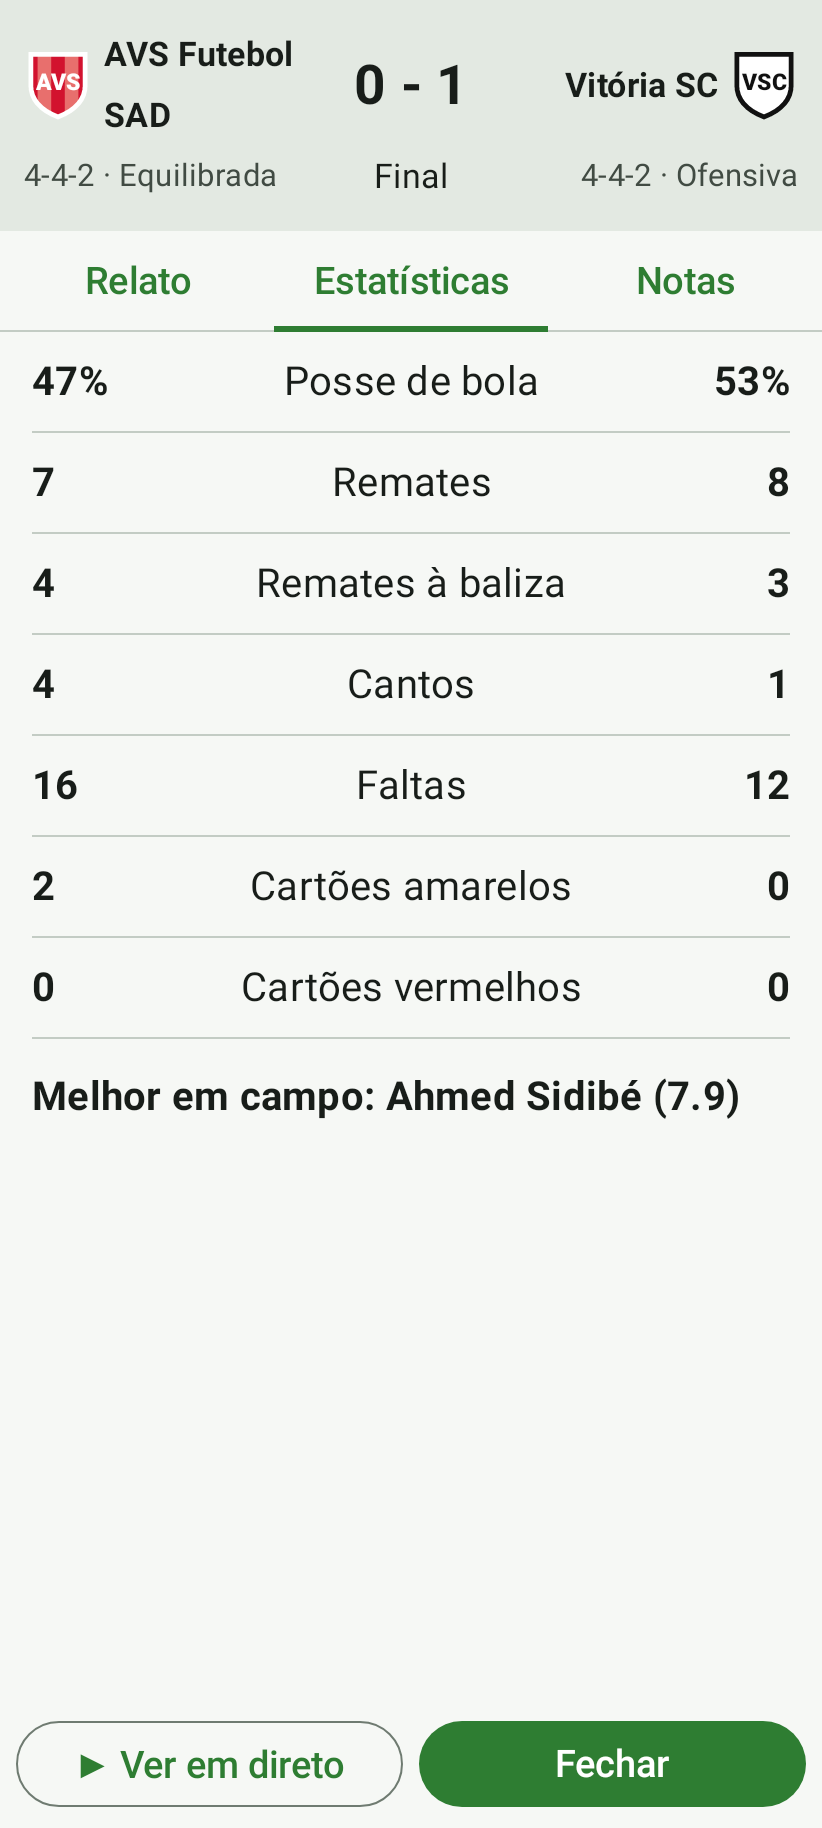 AVS
AVS Futebol
SAD
0 - 1
Vitória SC
VSC
4-4-2 · Equilibrada
Final
4-4-2 · Ofensiva
Relato
Estatísticas
Notas
47% Posse de bola 53%
7 Remates 8
4 Remates à baliza 3
4 Cantos 1
16 Faltas 12
2 Cartões amarelos 0
0 Cartões vermelhos 0
Melhor em campo: Ahmed Sidibé (7.9)
► Ver em direto
Fechar